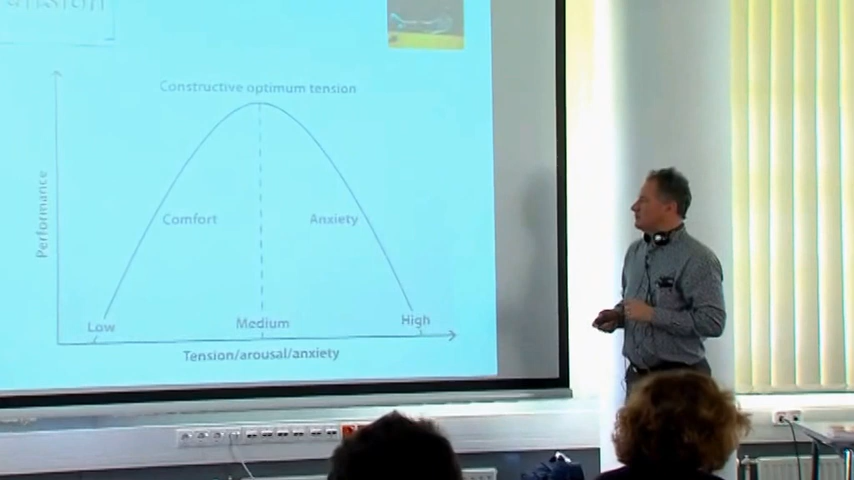 Constructive optimum tension
Performance
Comfort
Anxiety
Low
Medium
High
Tension/arousal/anxiety